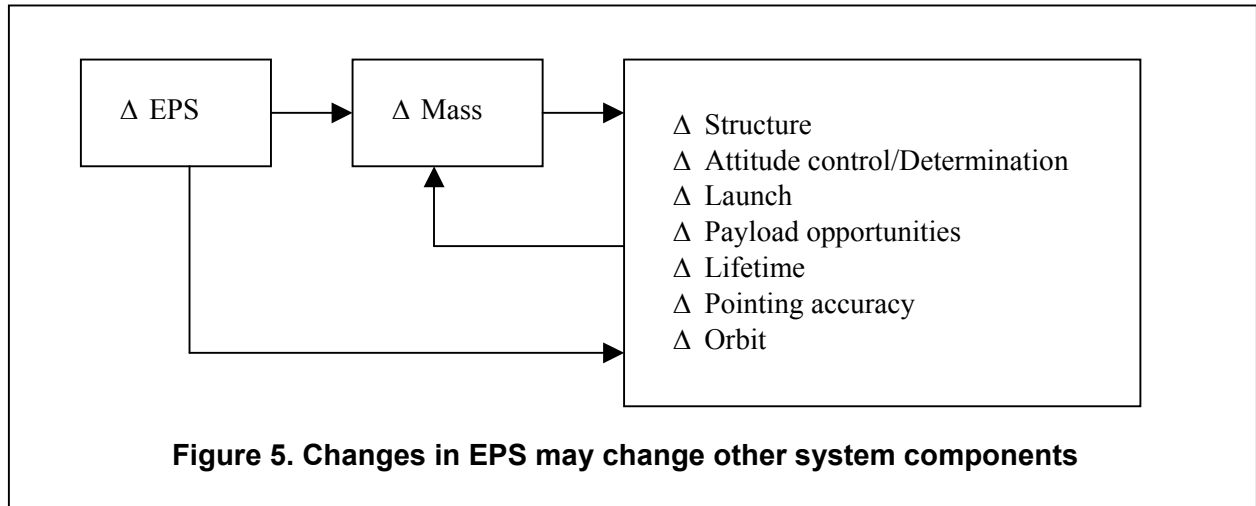 Δ EPS
Δ Mass
Δ Structure
Δ Attitude control/Determination
Δ Launch
Δ Payload opportunities
Δ Lifetime
Δ Pointing accuracy
Δ Orbit
Figure 5. Changes in EPS may change other system components